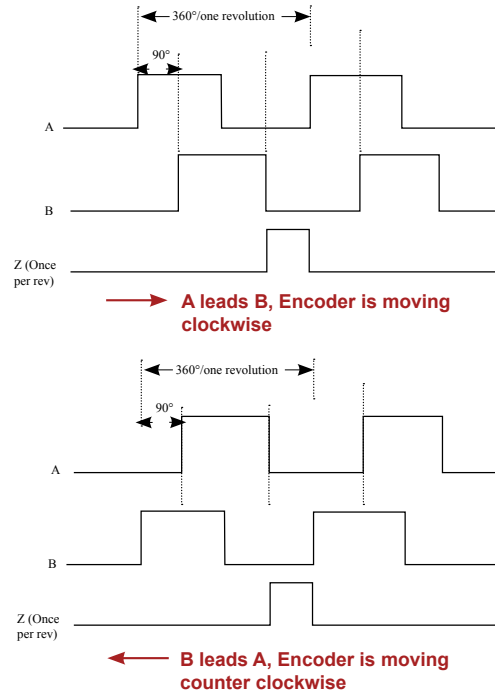 360°/one revolution
90°
A
B
Z (Once
per rev)
A leads B, Encoder is moving
clockwise
360°/one revolution
90°
A
B
Z (Once
per rev)
B leads A, Encoder is moving
counter clockwise